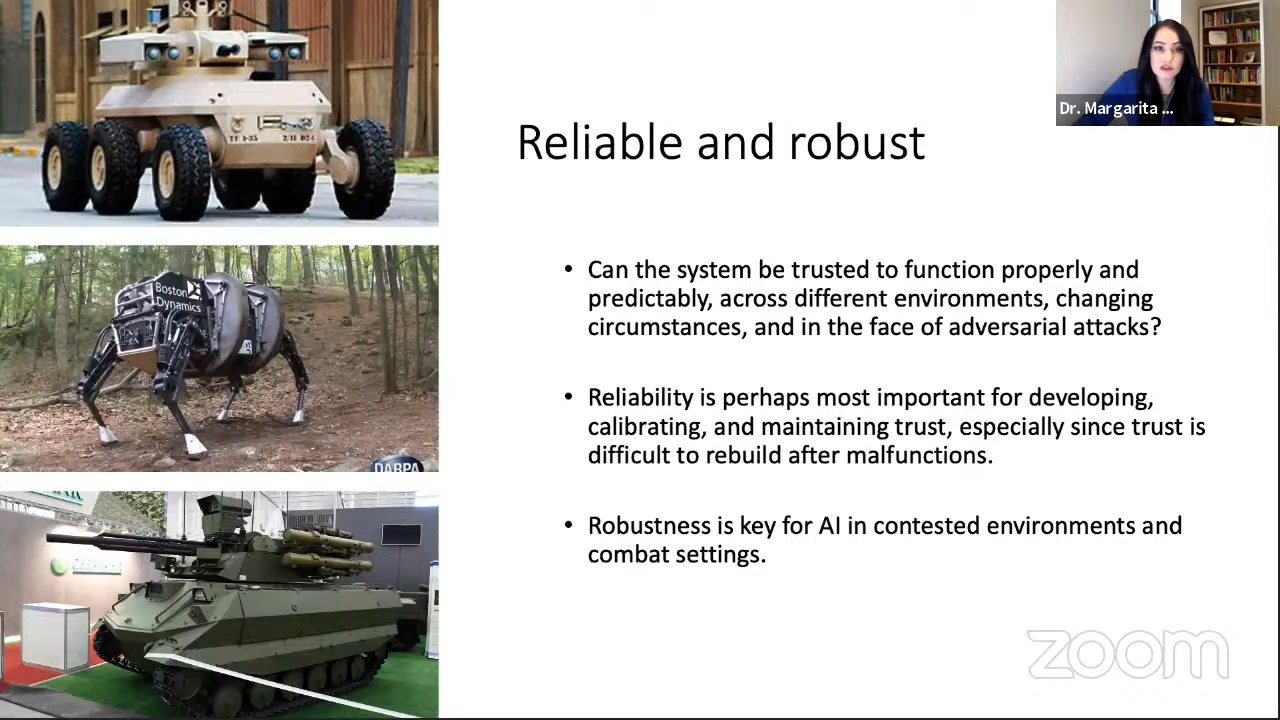 Dr. Margarita ...
Reliable and robust
• Can the system be trusted to function properly and
predictably, across different environments, changing
circumstances, and in the face of adversarial attacks?
• Reliability is perhaps most important for developing,
calibrating, and maintaining trust, especially since trust is
difficult to rebuild after malfunctions.
• Robustness is key for AI in contested environments and
combat settings.
Boston
Dynamics
DARPA
zoom